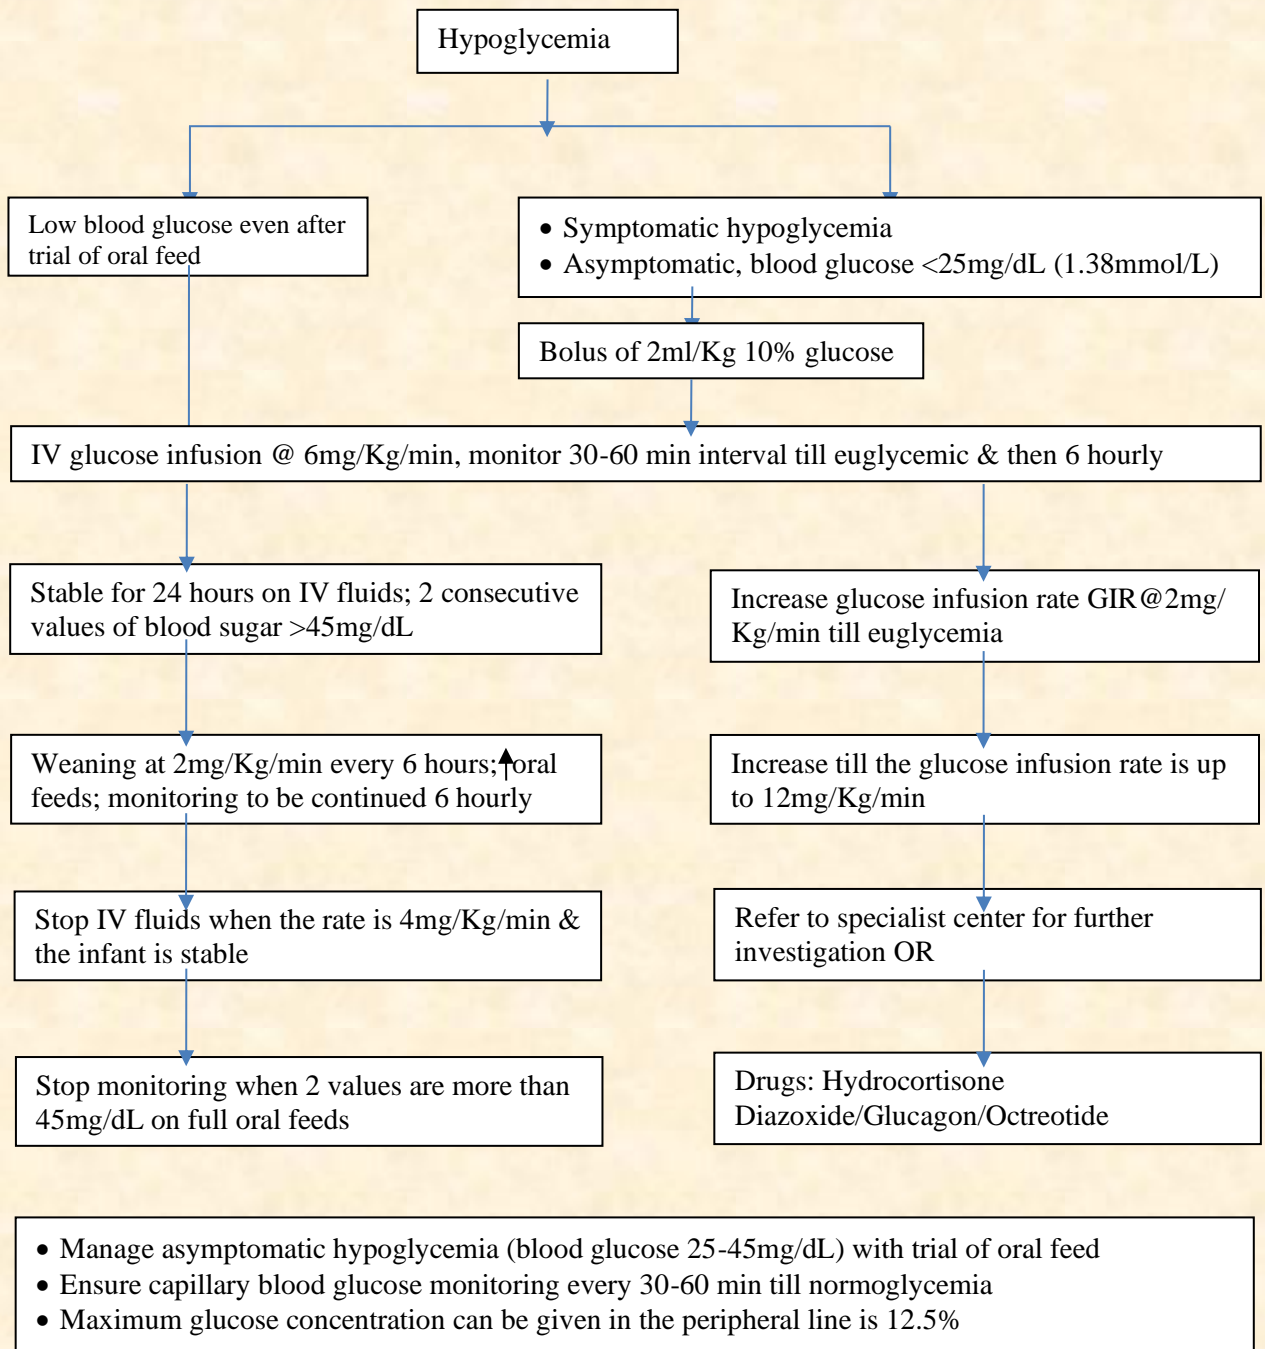 Hypoglycemia
Low blood glucose even after
trial of oral feed
• Symptomatic hypoglycemia
• Asymptomatic, blood glucose <25mg/dL (1.38mmol/L)
Bolus of 2ml/Kg 10% glucose
IV glucose infusion @ 6mg/Kg/min, monitor 30-60 min interval till euglycemic & then 6 hourly
Stable for 24 hours on IV fluids; 2 consecutive
values of blood sugar >45mg/dL
Weaning at 2mg/Kg/min every 6 hours;↑oral
feeds; monitoring to be continued 6 hourly
Stop IV fluids when the rate is 4mg/Kg/min &
the infant is stable
Stop monitoring when 2 values are more than
45mg/dL on full oral feeds
Increase glucose infusion rate GIR@2mg/
Kg/min till euglycemia
Increase till the glucose infusion rate is up
to 12mg/Kg/min
Refer to specialist center for further
investigation OR
Drugs: Hydrocortisone
Diazoxide/Glucagon/Octreotide
• Manage asymptomatic hypoglycemia (blood glucose 25-45mg/dL) with trial of oral feed
• Ensure capillary blood glucose monitoring every 30-60 min till normoglycemia
• Maximum glucose concentration can be given in the peripheral line is 12.5%